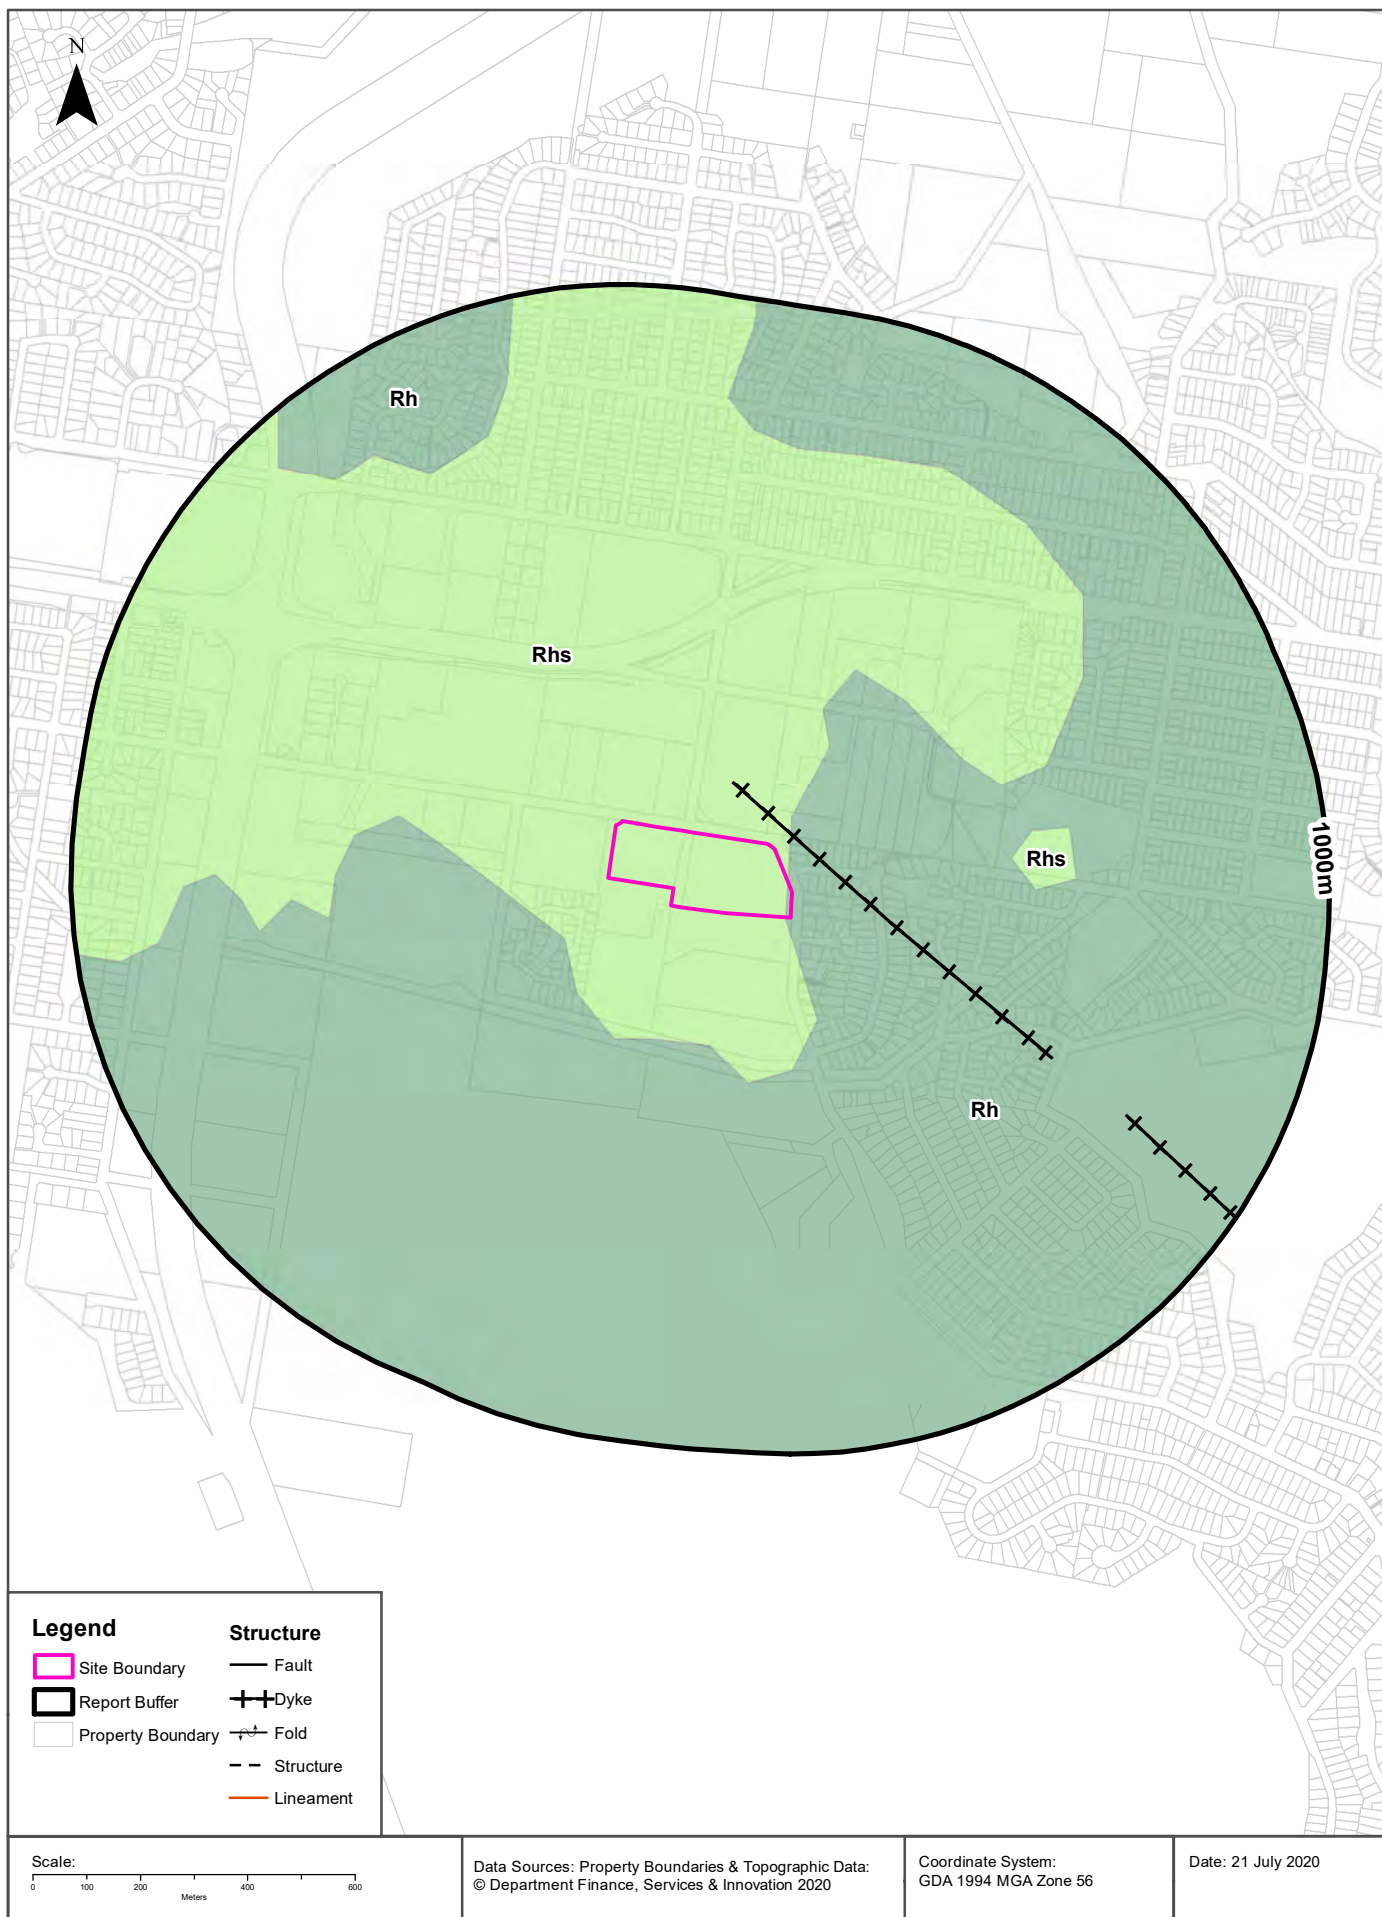 N
Rh
Rhs
Rhs
1000m
Rh
Legend
Site Boundary
Report Buffer
Property Boundary
Structure
Fault
Dyke
Fold
Structure
Lineament
Scale:
0 100 200 400 600
Meters
Data Sources: Property Boundaries & Topographic Data:
© Department Finance, Services & Innovation 2020
Coordinate System:
GDA 1994 MGA Zone 56
Date: 21 July 2020